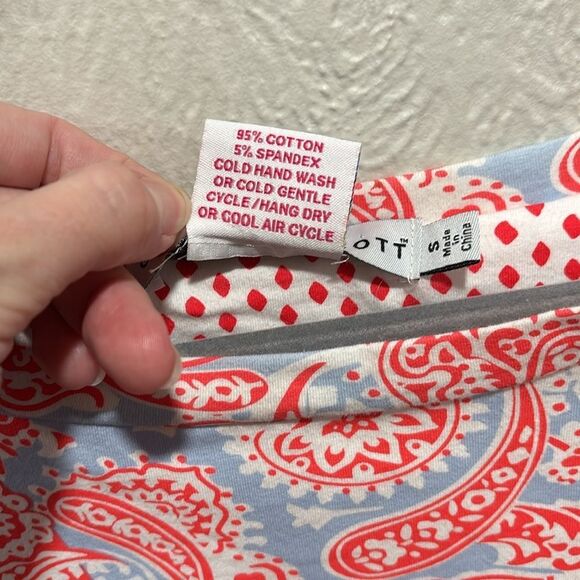 95% COTTON
5% SPANDEX
COLD HAND WASH
OR COLD GENTLE
CYCLE/HANG DRY
OR COOL AIR CYCLE
OTT™
S
Made
in
China